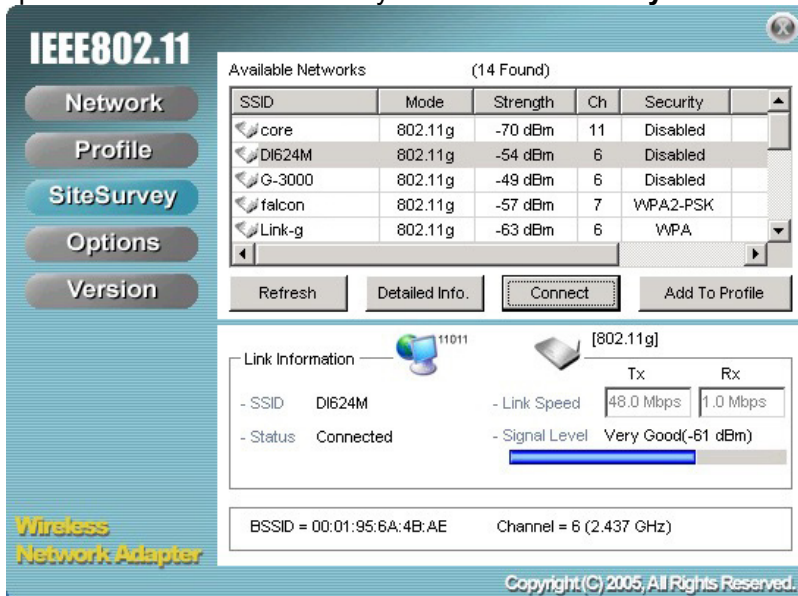 IEEE802.11
Network
Profile
SiteSurvey
Options
Version
Available Networks (14 Found)
SSID Mode Strength Ch Security
core 802.11g -70 dBm 11 Disabled
DI624M 802.11g -54 dBm 6 Disabled
G-3000 802.11g -49 dBm 6 Disabled
falcon 802.11g -57 dBm 7 WPA2-PSK
Link-g 802.11g -63 dBm 6 WPA
Refresh Detailed Info. Connect Add To Profile
Link Information 11011 [802.11g]
Tx Rx
- SSID DI624M - Link Speed 48.0 Mbps 1.0 Mbps
- Status Connected - Signal Level Very Good(-61 dBm)
BSSID = 00:01:95:6A:4B:AE Channel = 6 (2.437 GHz)
Wireless
Network Adapter
Copyright (C) 2005, All Rights Reserved.